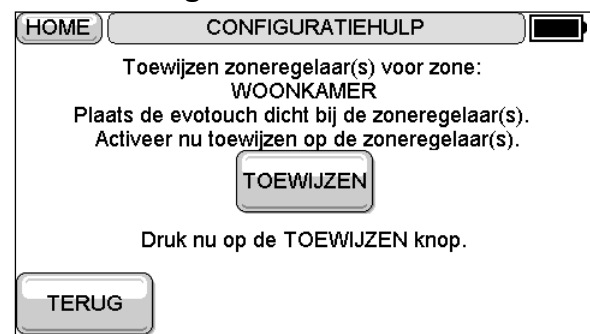 HOME CONFIGURATIEHULP
Toewijzen zoneregelaar(s) voor zone:
WOONKAMER
Plaats de evotouch dicht bij de zoneregelaar(s).
Activeer nu toewijzen op de zoneregelaar(s).
TOEWIJZEN
Druk nu op de TOEWIJZEN knop.
TERUG